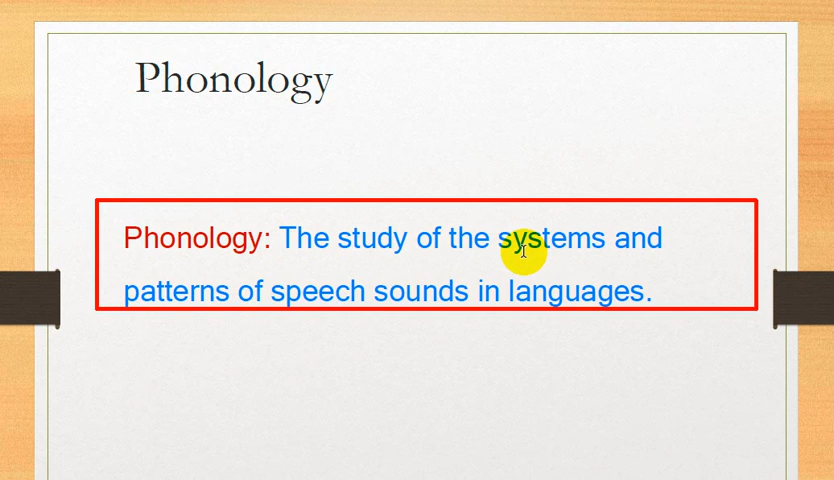 Phonology
Phonology: The study of the systems and
patterns of speech sounds in languages.